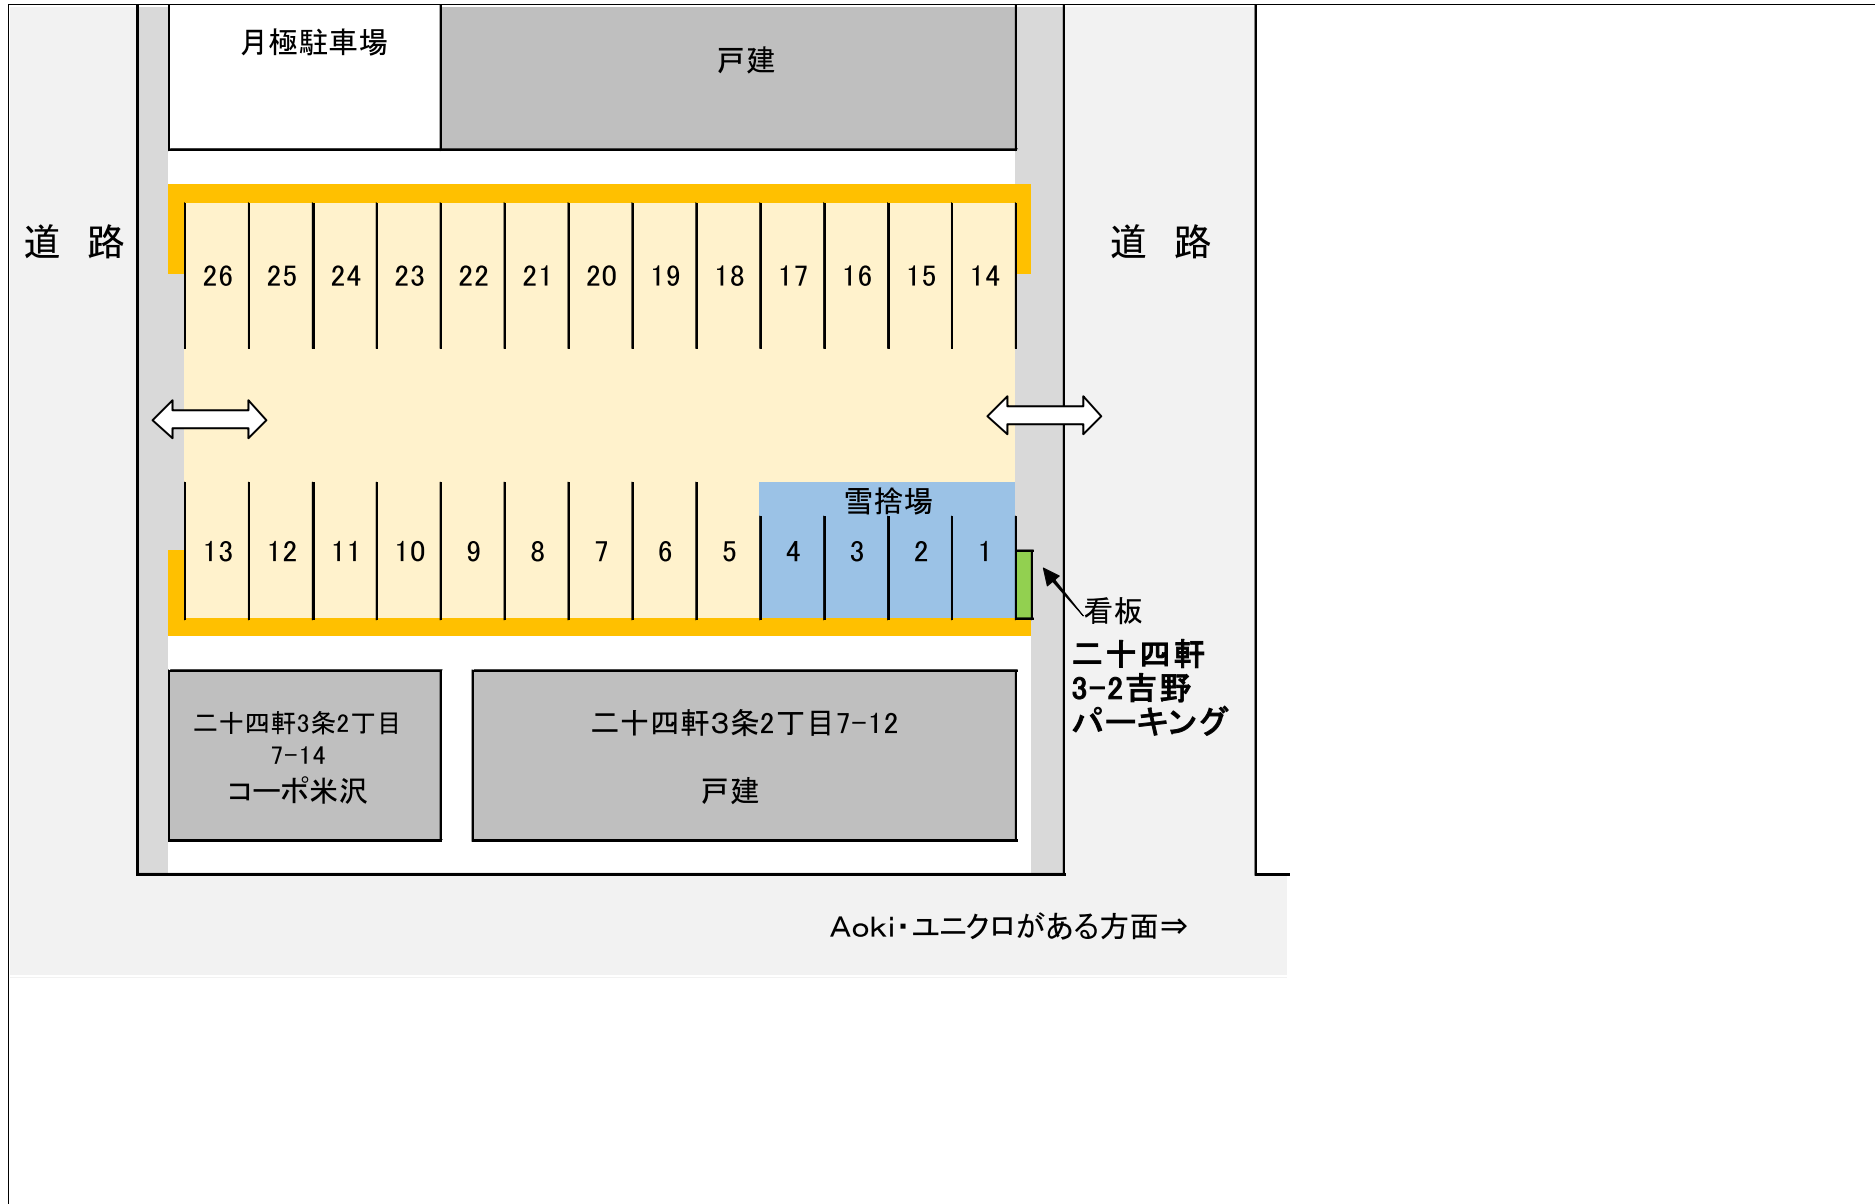 月極駐車場
戸建
道 路
道 路
26 25 24 23 22 21 20 19 18 17 16 15 14
雪捨場
13 12 11 10 9 8 7 6 5 4 3 2 1
看板
二十四軒
3-2吉野
パーキング
二十四軒3条2丁目
7-14
コーポ米沢
二十四軒3条2丁目7-12
戸建
Aoki・ユニクロがある方面⇒